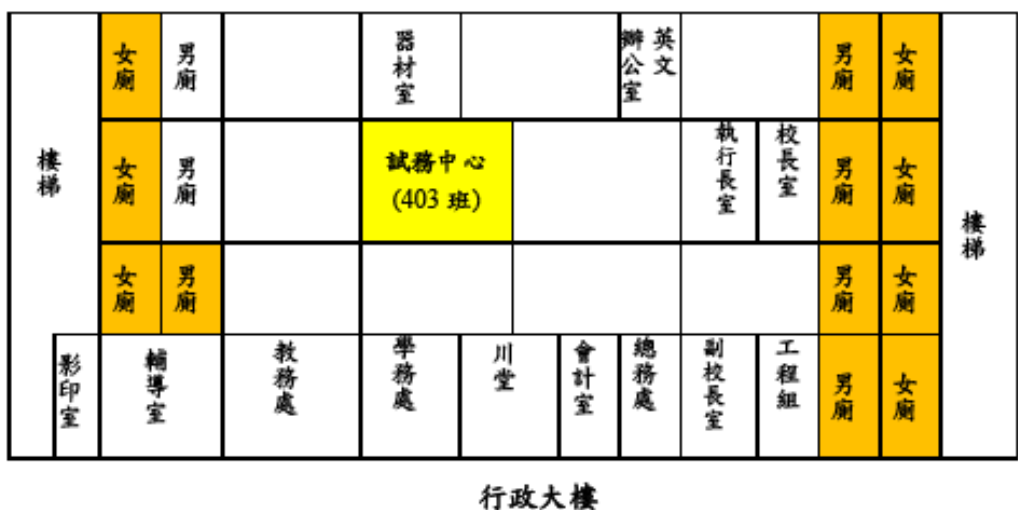 女廁
男廁
器材室
英文
辦公室
男廁
女廁
樓梯
女廁
男廁
試務中心
(403 班)
執行長室
校長室
男廁
女廁
樓梯
女廁
男廁
男廁
女廁
影印室
輔導室
教務處
學務處
川堂
會計室
總務處
副校長室
工程組
男廁
女廁
行政大樓